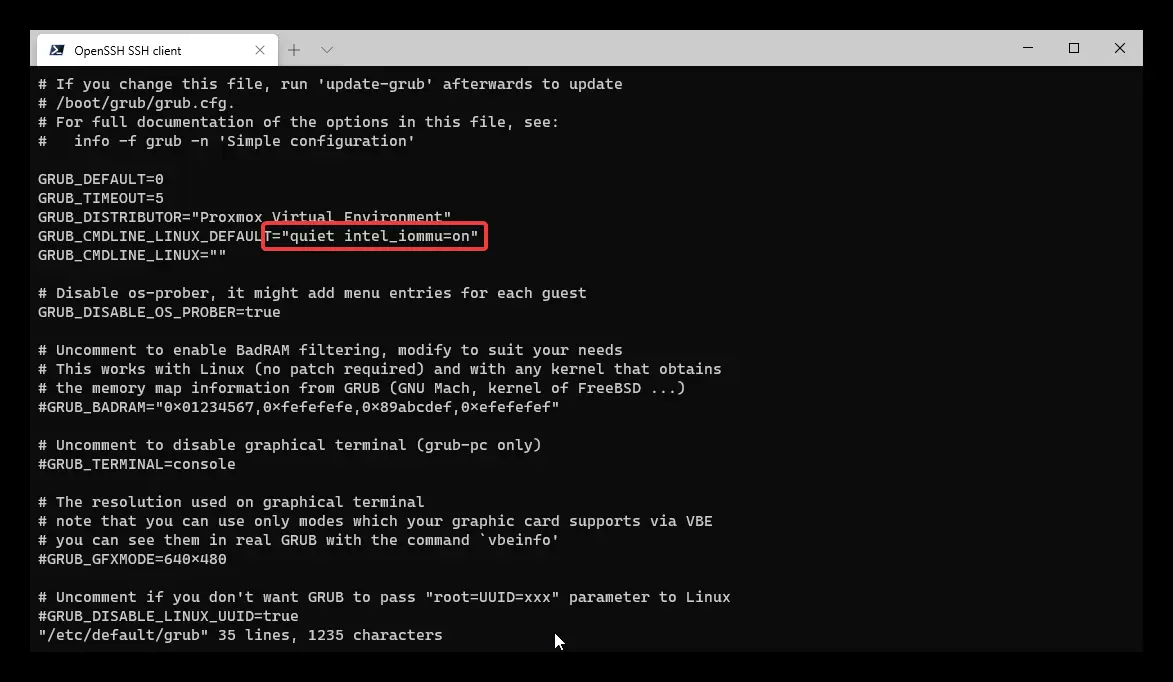 OpenSSH SSH client
# If you change this file, run 'update-grub' afterwards to update
# /boot/grub/grub.cfg.
# For full documentation of the options in this file, see:
#   info -f grub -n 'Simple configuration'

GRUB_DEFAULT=0
GRUB_TIMEOUT=5
GRUB_DISTRIBUTOR="Proxmox Virtual Environment"
GRUB_CMDLINE_LINUX_DEFAULT="quiet intel_iommu=on"
GRUB_CMDLINE_LINUX=""

# Disable os-prober, it might add menu entries for each guest
GRUB_DISABLE_OS_PROBER=true

# Uncomment to enable BadRAM filtering, modify to suit your needs
# This works with Linux (no patch required) and with any kernel that obtains
# the memory map information from GRUB (GNU Mach, kernel of FreeBSD ...)
#GRUB_BADRAM="0×01234567,0×fefefefe,0×89abcdef,0×efefefef"

# Uncomment to disable graphical terminal (grub-pc only)
#GRUB_TERMINAL=console

# The resolution used on graphical terminal
# note that you can use only modes which your graphic card supports via VBE
# you can see them in real GRUB with the command `vbeinfo'
#GRUB_GFXMODE=640×480

# Uncomment if you don't want GRUB to pass "root=UUID=xxx" parameter to Linux
#GRUB_DISABLE_LINUX_UUID=true
"/etc/default/grub" 35 lines, 1235 characters